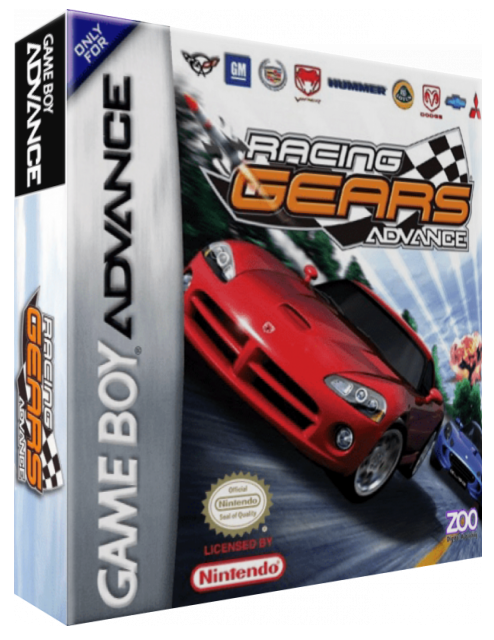 GAME BOY
ADVANCE
ONLY
FOR
GAME BOY ADVANCE
GM
HUMMER
DODGE
RACING
GEARS
ADVANCE
RACING
GEARS
ADVANCE
Official
Nintendo
Seal of Quality
LICENSED BY
Nintendo
ZOO